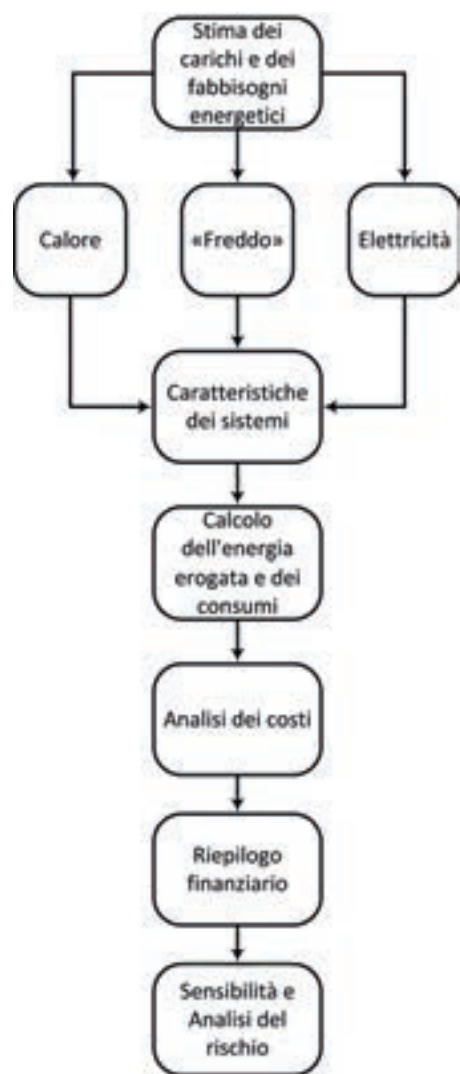 Stima dei
carichi e dei
fabbisogni
energetici
Calore
«Freddo»
Elettricità
Caratteristiche
dei sistemi
Calcolo
dell'energia
erogata e dei
consumi
Analisi dei costi
Riepilogo
finanziario
Sensibilità e
Analisi del
rischio